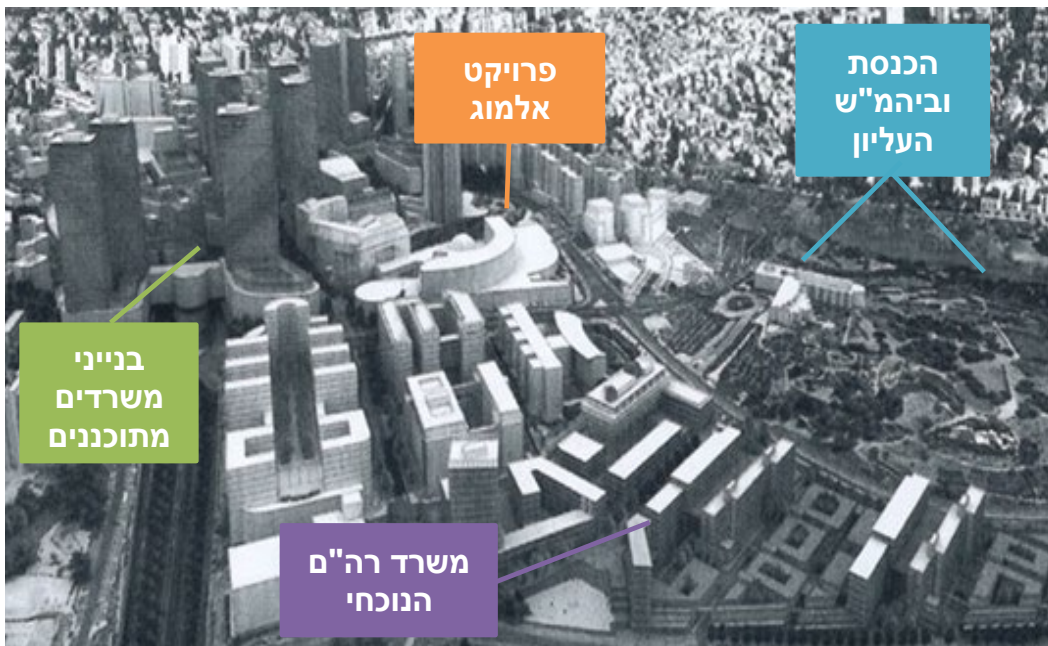 הכנסת
וביהמ"ש
העליון
פרויקט
אלמוג
בנייני
משרדים
מתוכננים
משרד רה"ם
הנוכחי